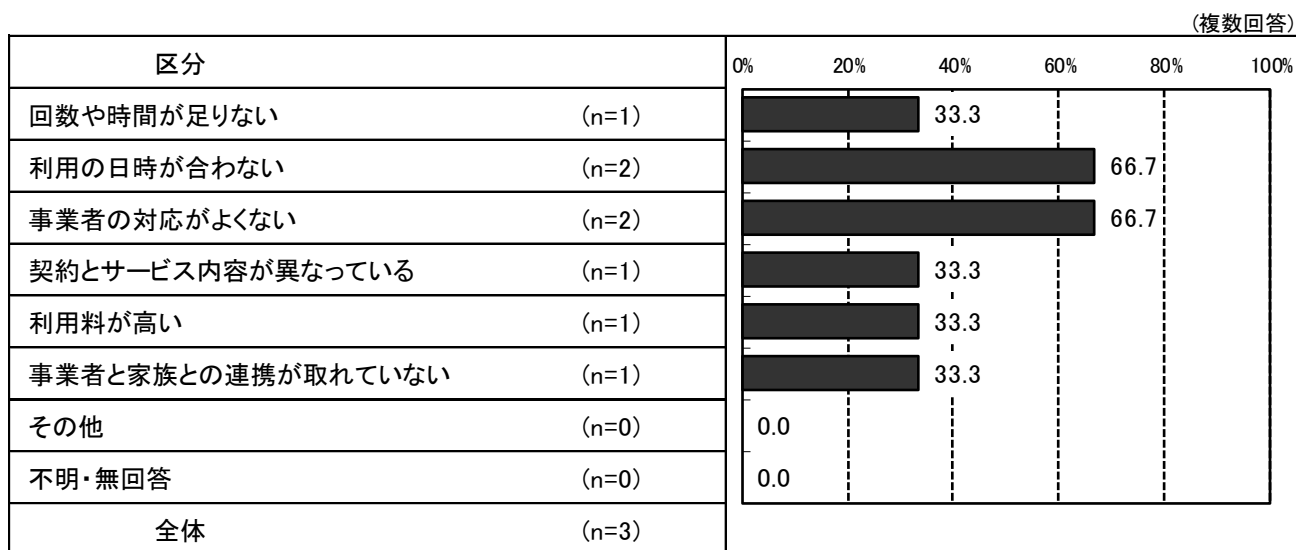 (複数回答)
区分 0% 20% 40% 60% 80% 100%
回数や時間が足りない (n=1) 33.3
利用の日時が合わない (n=2) 66.7
事業者の対応がよくない (n=2) 66.7
契約とサービス内容が異なっている (n=1) 33.3
利用料が高い (n=1) 33.3
事業者と家族との連携が取れていない (n=1) 33.3
その他 (n=0) 0.0
不明・無回答 (n=0) 0.0
全体 (n=3)